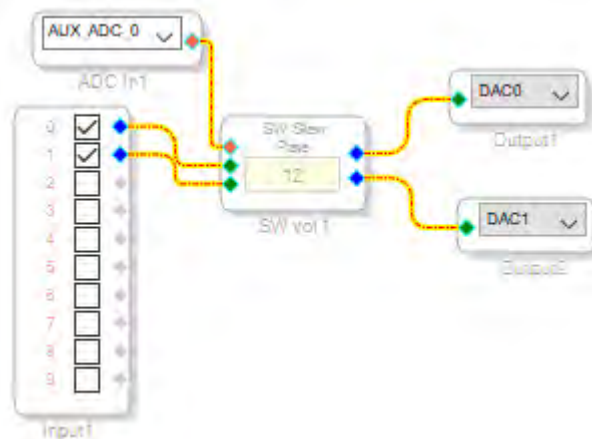 AUX_ADC_0
ADC In1
0
1
2
3
4
5
6
7
8
9
Input1
SW Slew
Rate
12
SW vol 1
DAC0
Output1
DAC1
Output2